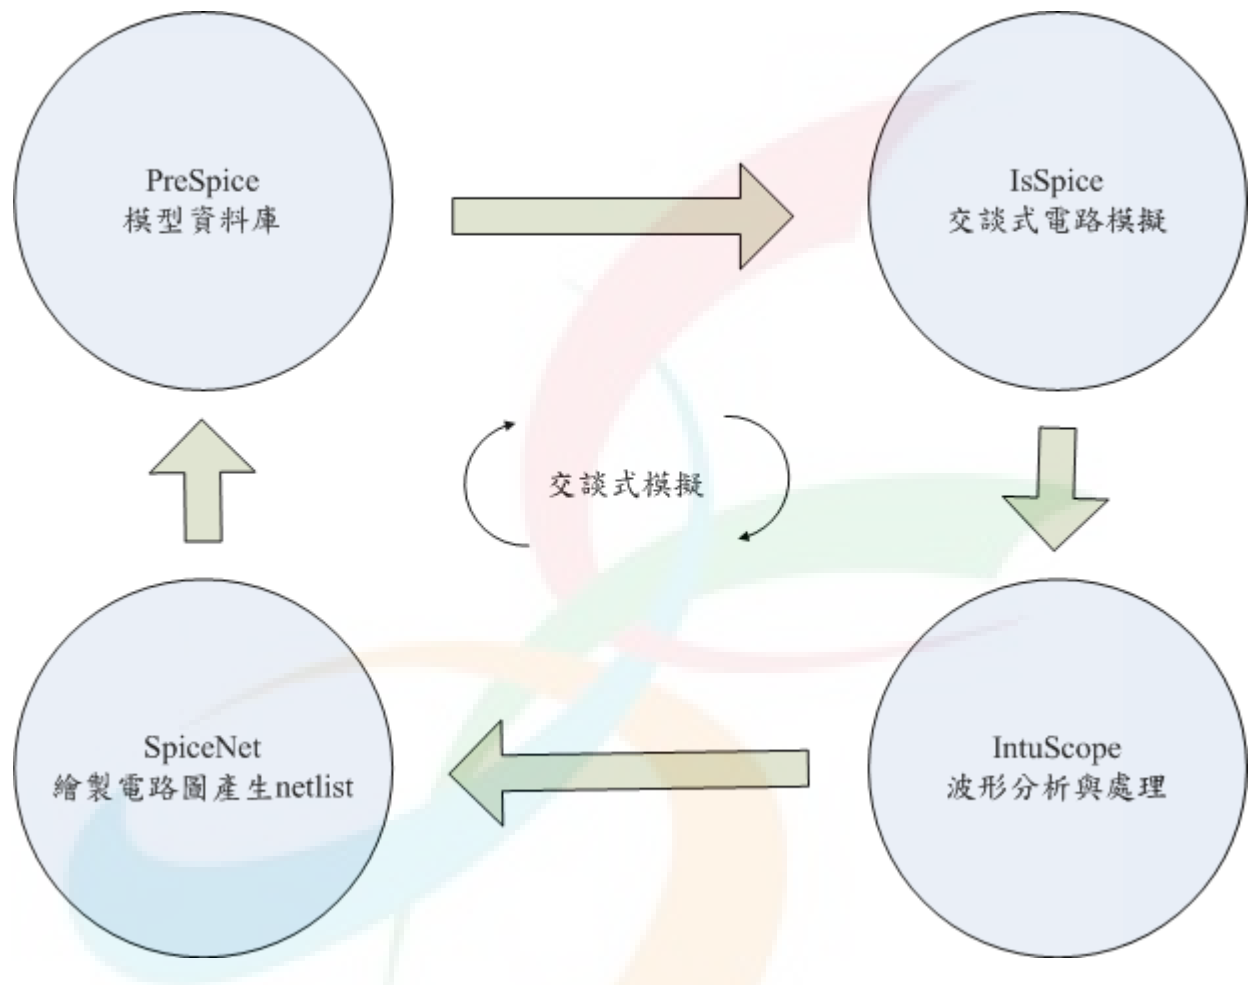 PreSpice
模型資料庫
IsSpice
交談式電路模擬
交談式模擬
SpiceNet
繪製電路圖產生netlist
IntuScope
波形分析與處理